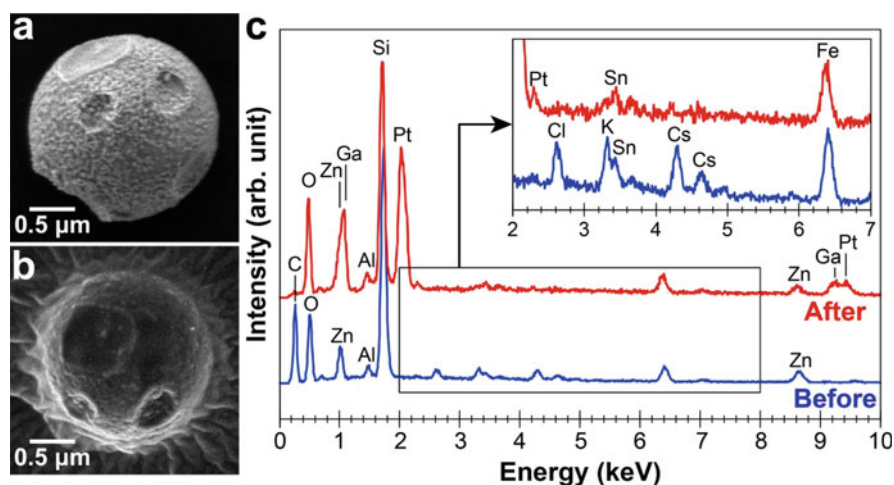 a
0.5 µm
b
0.5 µm
c
Intensity (arb. unit)
Si
Pt
O
Zn
Ga
Al
C
O
Zn
Al
Zn
Ga
Pt
After
Zn
Before
Pt
Sn
Fe
Cl
K
Sn
Cs
Cs
2 3 4 5 6 7
0 1 2 3 4 5 6 7 8 9 10
Energy (keV)